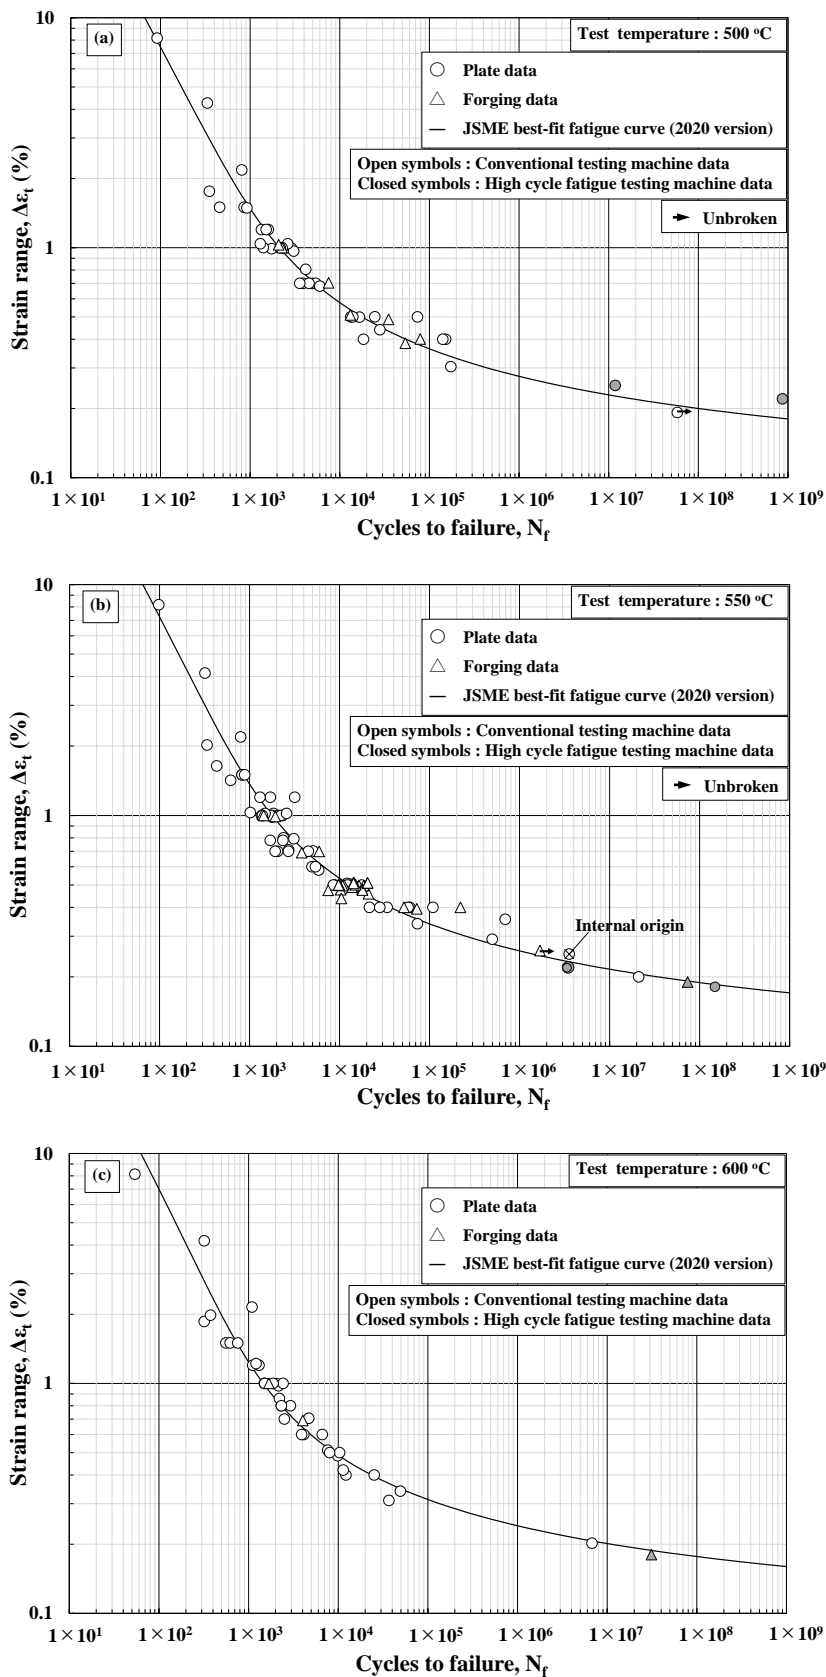 10
(a)
Test temperature : 500 °C
Plate data
Forging data
JSME best-fit fatigue curve (2020 version)
Open symbols : Conventional testing machine data
Closed symbols : High cycle fatigue testing machine data
Unbroken
1
Strain range, Δεt (%)
0.1
1×10¹ 1×10² 1×10³ 1×10⁴ 1×10⁵ 1×10⁶ 1×10⁷ 1×10⁸ 1×10⁹
Cycles to failure, Nf
10
(b)
Test temperature : 550 °C
Plate data
Forging data
JSME best-fit fatigue curve (2020 version)
Open symbols : Conventional testing machine data
Closed symbols : High cycle fatigue testing machine data
Unbroken
1
Strain range, Δεt (%)
Internal origin
0.1
1×10¹ 1×10² 1×10³ 1×10⁴ 1×10⁵ 1×10⁶ 1×10⁷ 1×10⁸ 1×10⁹
Cycles to failure, Nf
10
(c)
Test temperature : 600 °C
Plate data
Forging data
JSME best-fit fatigue curve (2020 version)
Open symbols : Conventional testing machine data
Closed symbols : High cycle fatigue testing machine data
1
Strain range, Δεt (%)
0.1
1×10¹ 1×10² 1×10³ 1×10⁴ 1×10⁵ 1×10⁶ 1×10⁷ 1×10⁸ 1×10⁹
Cycles to failure, Nf